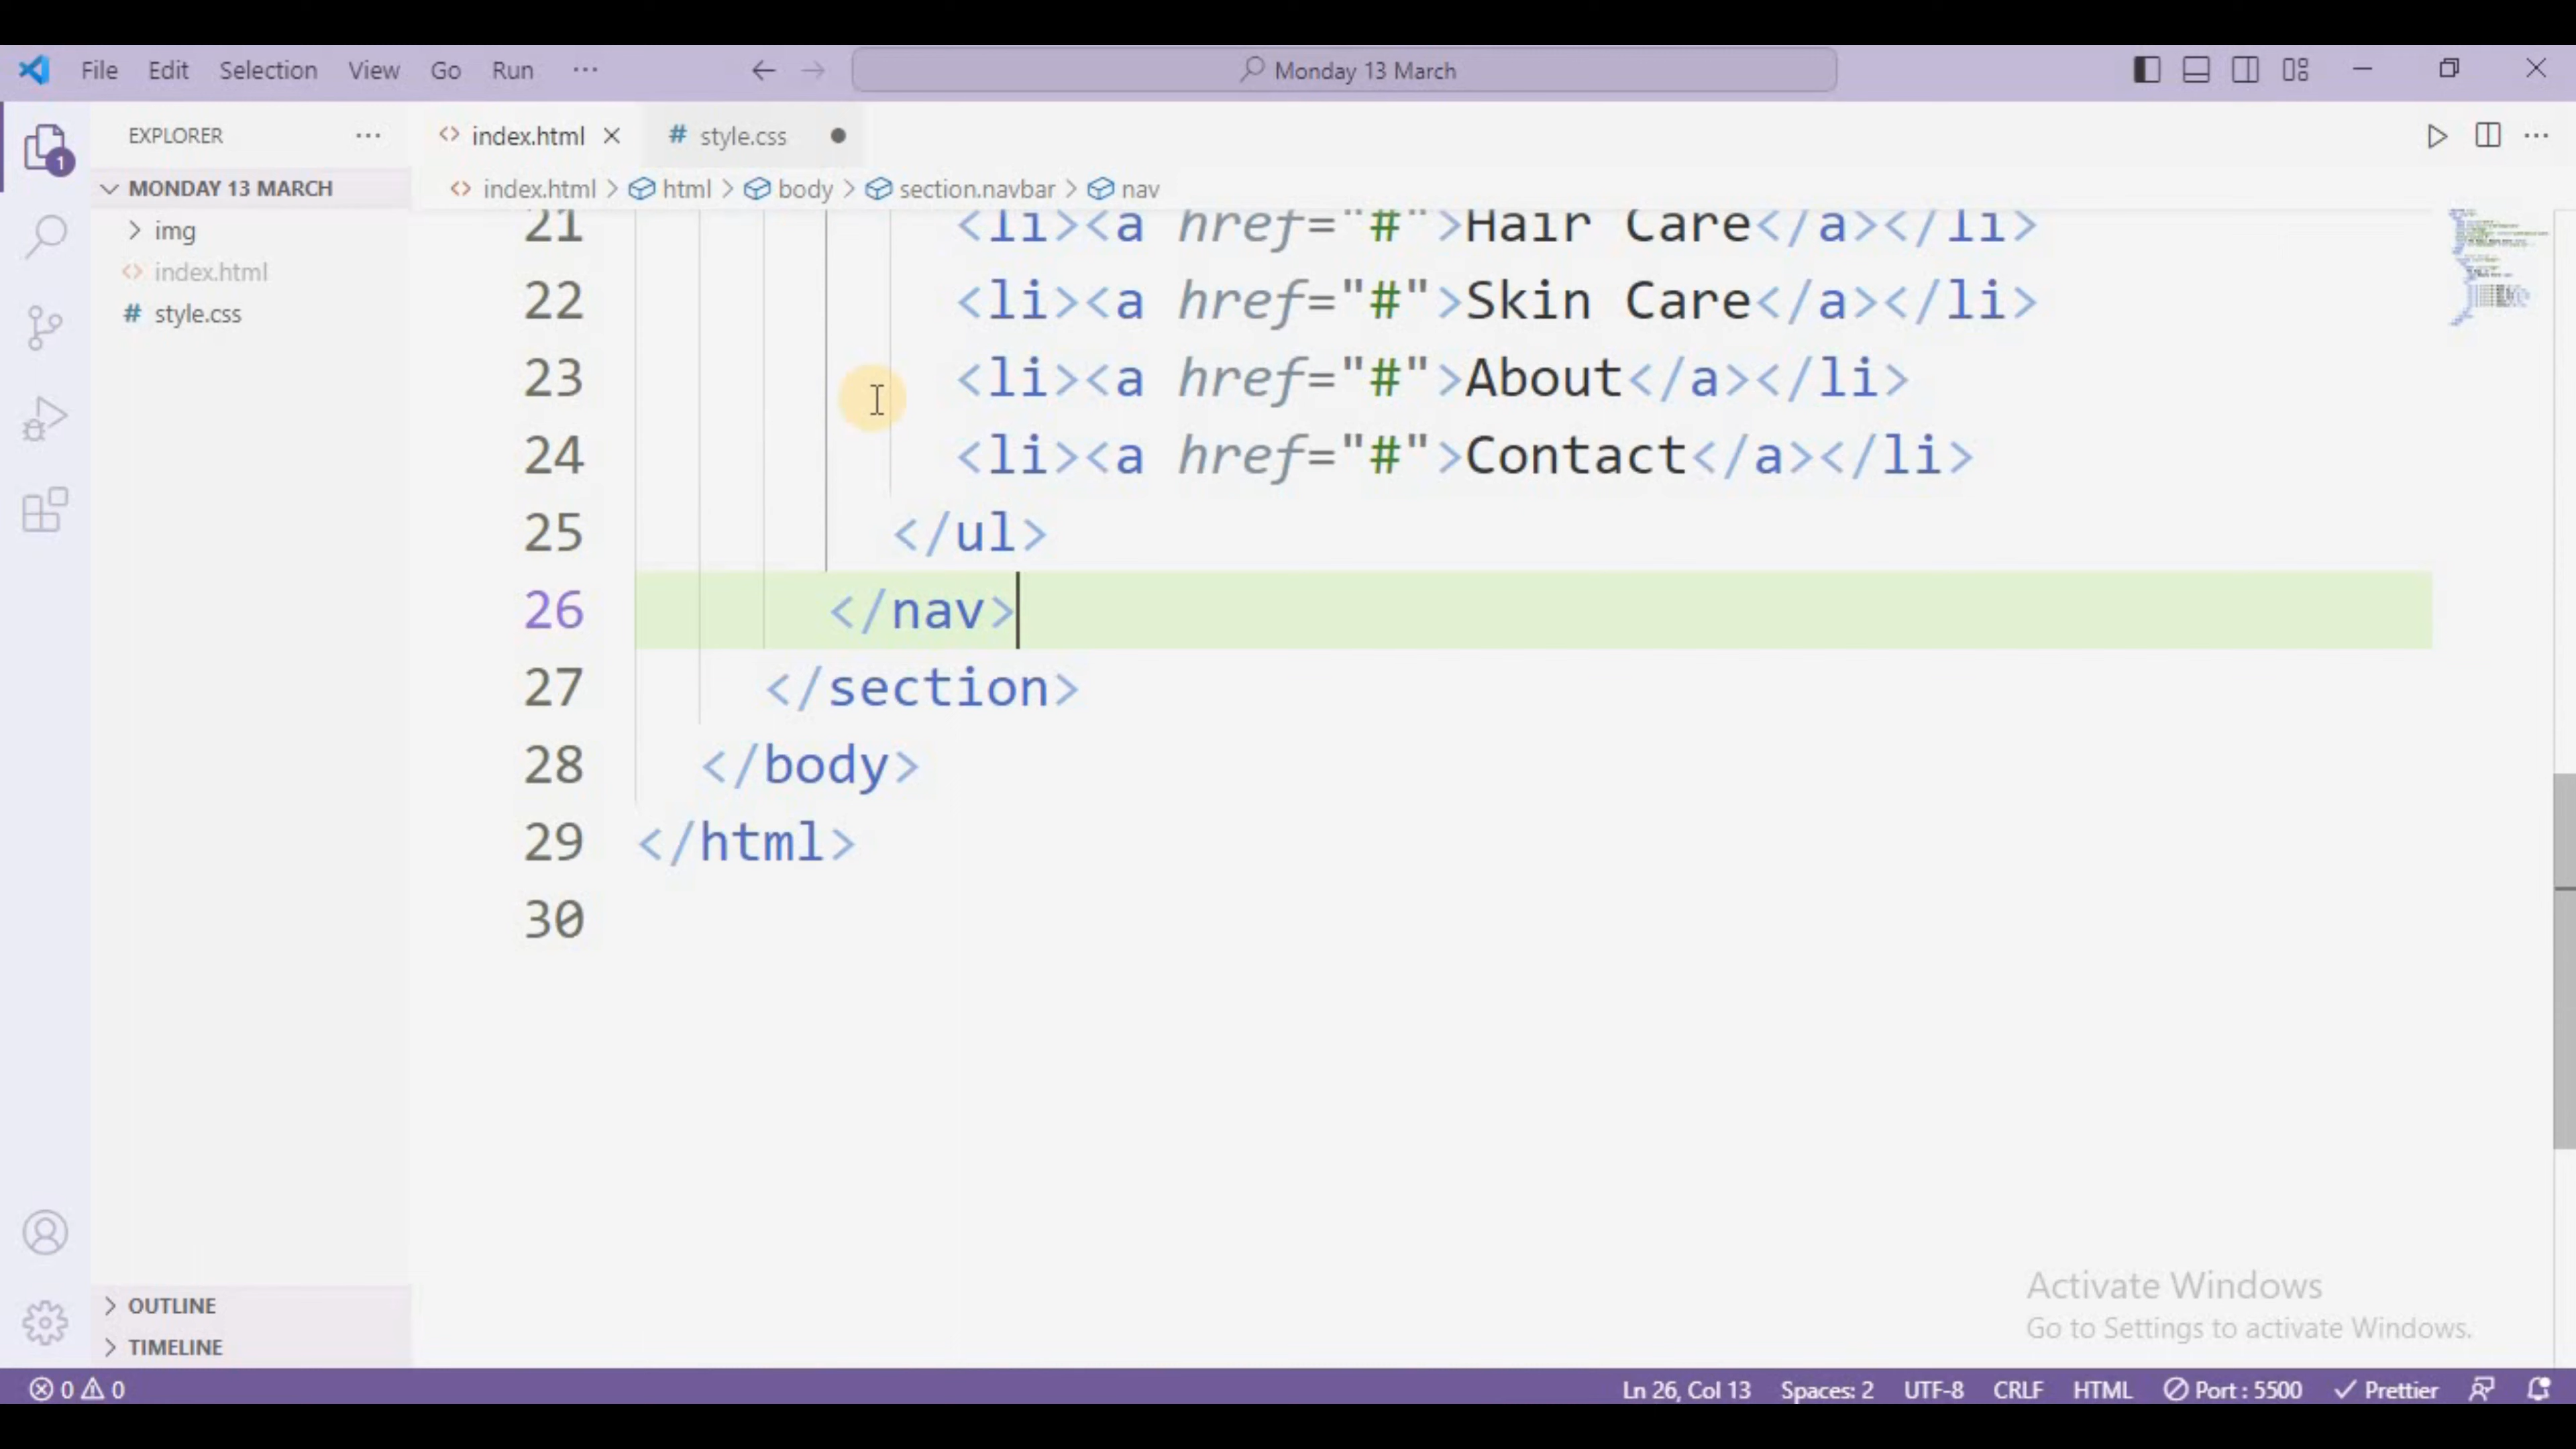 File Edit Selection View Go Run ···
Monday 13 March
EXPLORER ···
index.html
# style.css
1
MONDAY 13 MARCH
index.html > html > body > section.navbar > nav
img
index.html
# style.css
21 <li><a href="#">Hair Care</a></li>
22 <li><a href="#">Skin Care</a></li>
23 <li><a href="#">About</a></li>
24 <li><a href="#">Contact</a></li>
25 </ul>
26 </nav>
27 </section>
28 </body>
29 </html>
30
Activate Windows
Go to Settings to activate Windows.
OUTLINE
TIMELINE
0 0
Ln 26, Col 13 Spaces: 2 UTF-8 CRLF HTML Port : 5500 Prettier